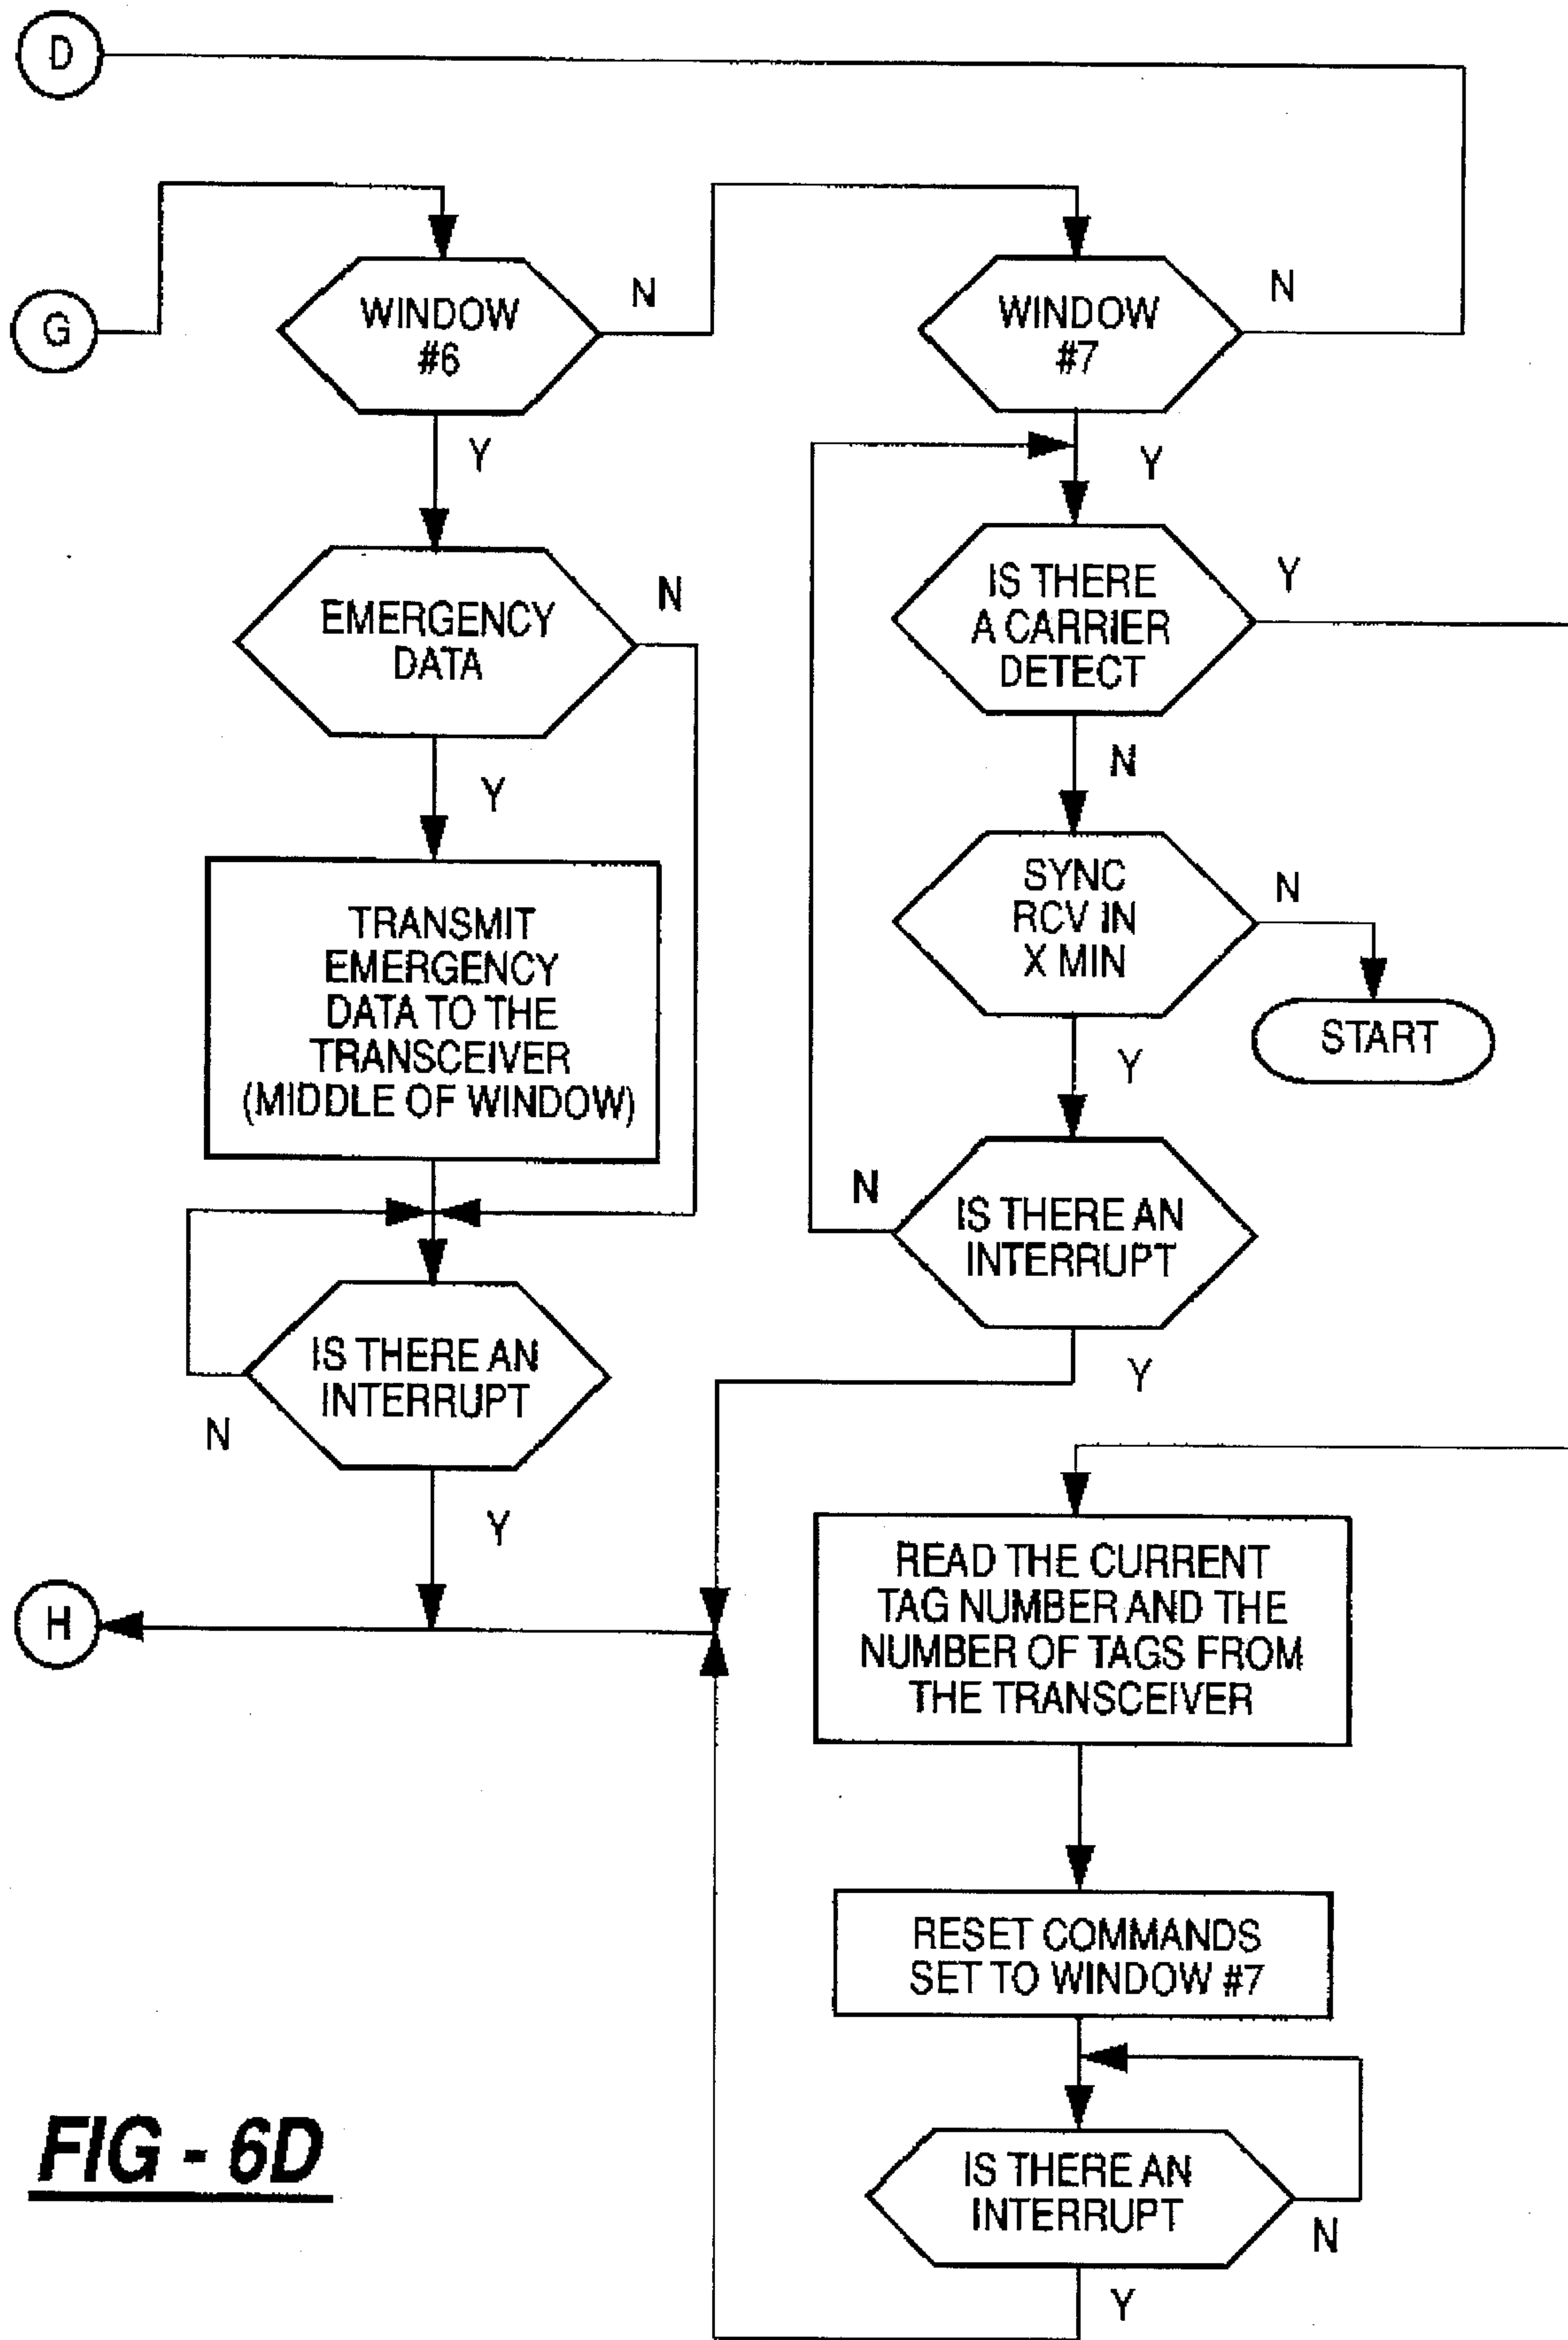 D
G
WINDOW
#6
N
Y
WINDOW
#7
N
Y
EMERGENCY
DATA
N
Y
IS THERE
A CARRIER
DETECT
Y
N
TRANSMIT
EMERGENCY
DATA TO THE
TRANSCEIVER
(MIDDLE OF WINDOW)
SYNC
RCV IN
X MIN
N
START
Y
IS THERE AN
INTERRUPT
N
Y
IS THERE AN
INTERRUPT
N
Y
H
READ THE CURRENT
TAG NUMBER AND THE
NUMBER OF TAGS FROM
THE TRANSCEIVER
RESET COMMANDS
SET TO WINDOW #7
IS THERE AN
INTERRUPT
N
Y
FIG - 6D